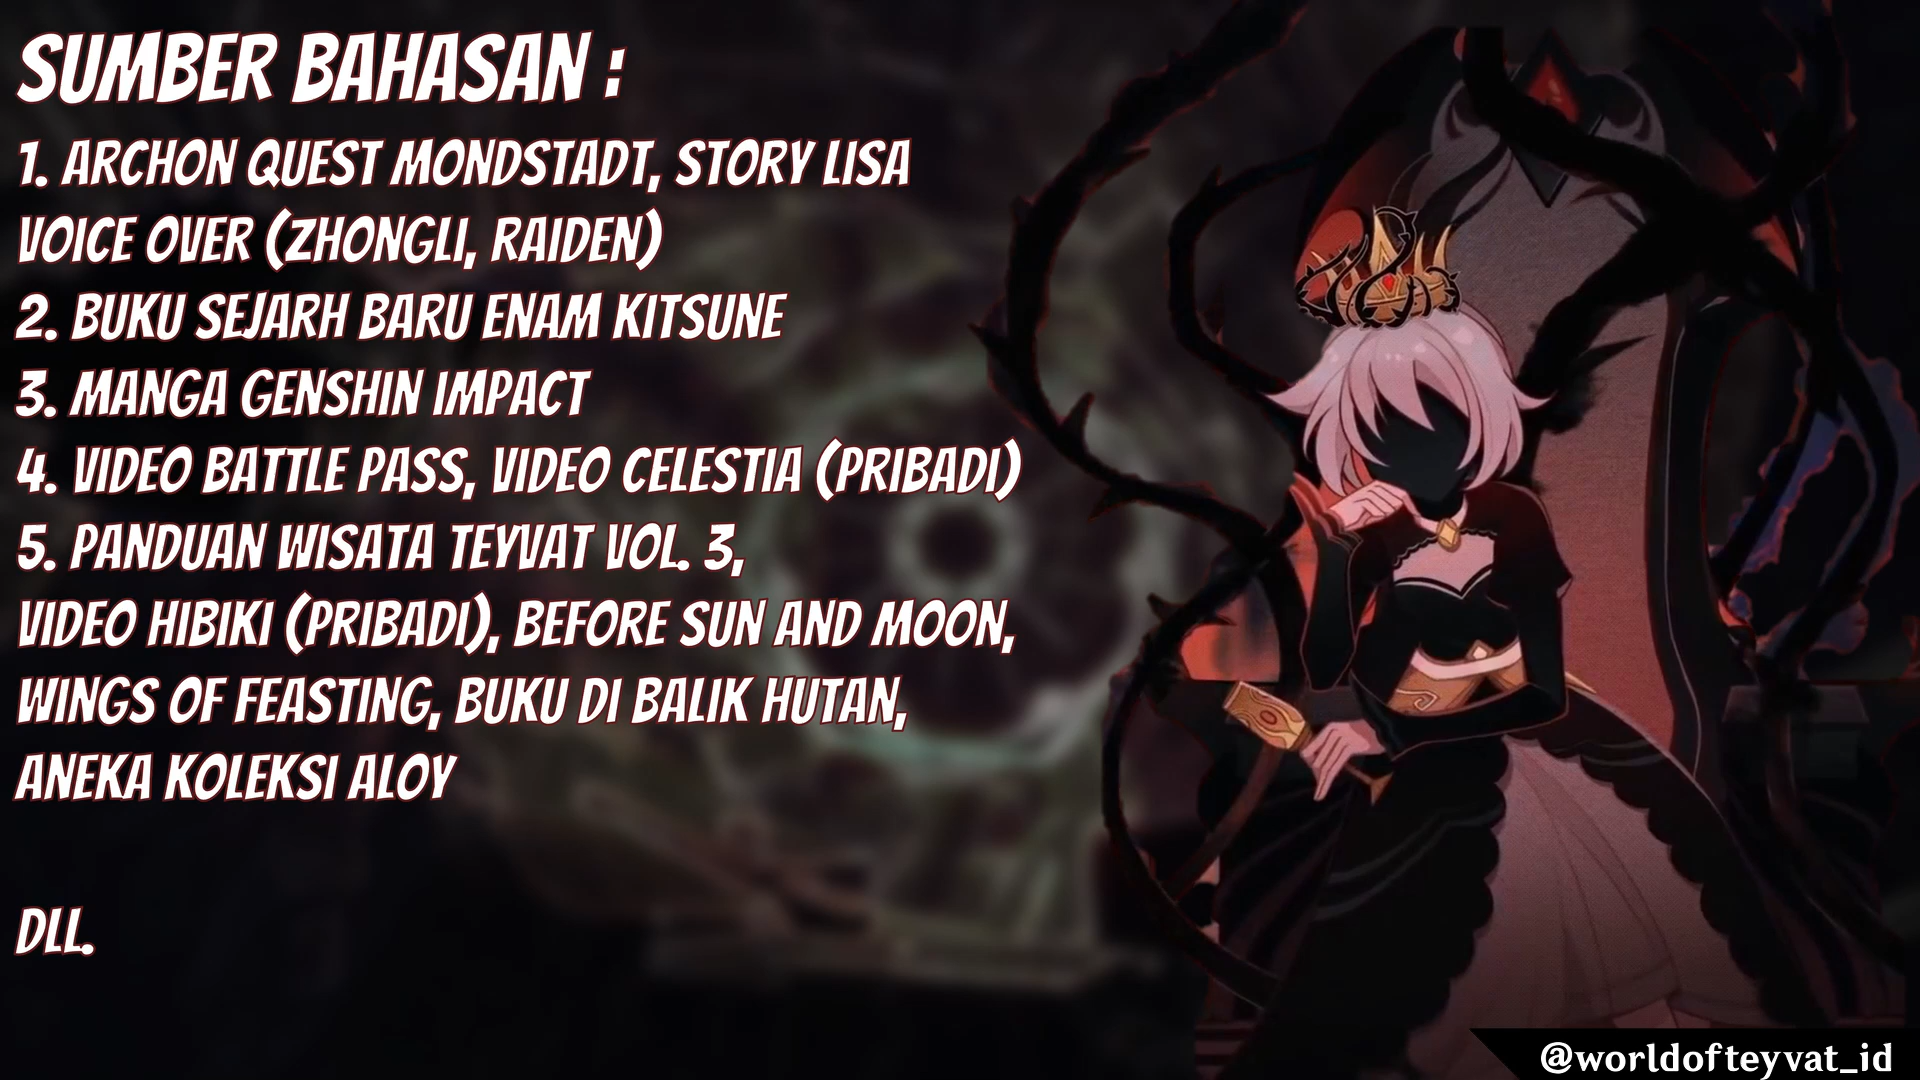 SUMBER BAHASAN :
1. ARCHON QUEST MONDSTADT, STORY LISA
VOICE OVER (ZHONGLI, RAIDEN)
2. BUKU SEJARH BARU ENAM KITSUNE
3. MANGA GENSHIN IMPACT
4. VIDEO BATTLE PASS, VIDEO CELESTIA (PRIBADI)
5. PANDUAN WISATA TEYVAT VOL. 3,
VIDEO HIBIKI (PRIBADI), BEFORE SUN AND MOON,
WINGS OF FEASTING, BUKU DI BALIK HUTAN,
ANEKA KOLEKSI ALOY
DLL.
@worldofteyvat_id